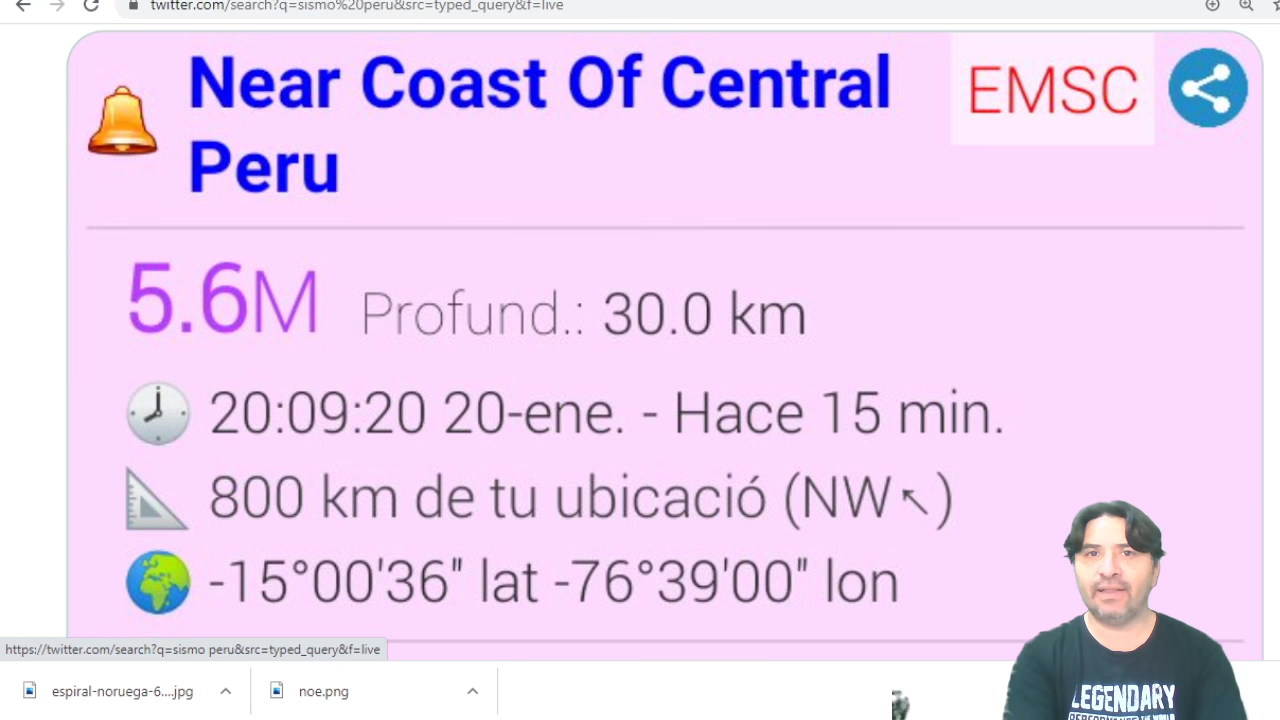 twitter.com/search?q=sismo%20peru&src=typed_query&f=live
Near Coast Of Central
Peru
EMSC
5.6M Profund.: 30.0 km
20:09:20 20-ene. - Hace 15 min.
800 km de tu ubicació (NW↖)
-15°00'36" lat -76°39'00" lon
https://twitter.com/search?q=sismo peru&src=typed_query&f=live
espiral-noruega-6....jpg
noe.png
LEGENDARY